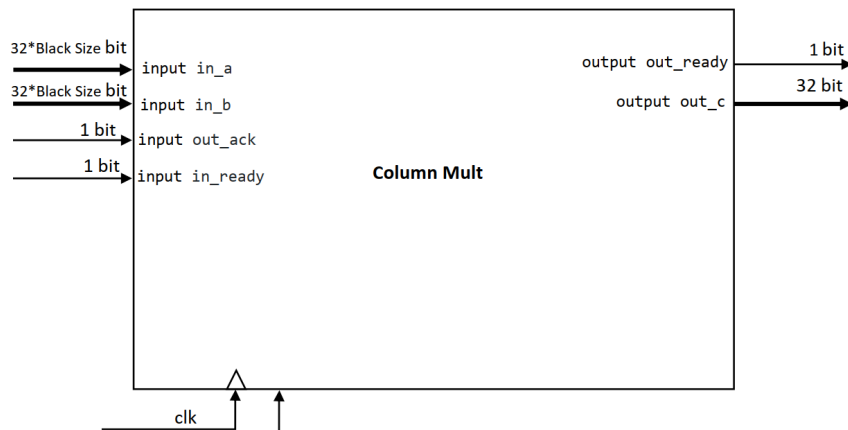 32*Black Size bit
input in_a
32*Black Size bit
input in_b
1 bit
input out_ack
1 bit
input in_ready
Column Mult
output out_ready
1 bit
output out_c
32 bit
clk